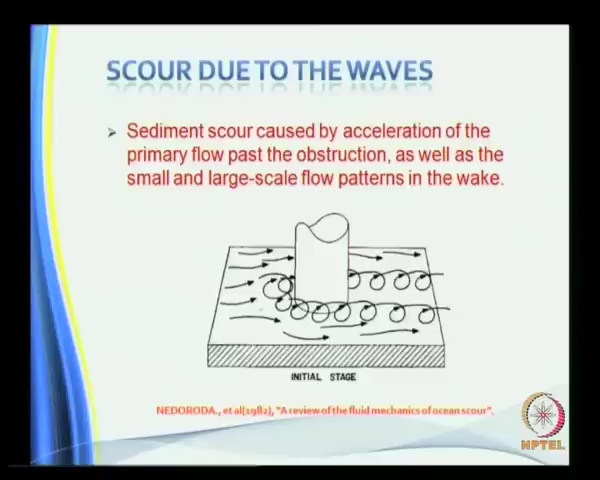 SCOUR DUE TO THE WAVES
Sediment scour caused by acceleration of the
primary flow past the obstruction, as well as the
small and large-scale flow patterns in the wake.
INITIAL STAGE
NEDORODA., et al(1982), "A review of the fluid mechanics of ocean scour".
NPTEL